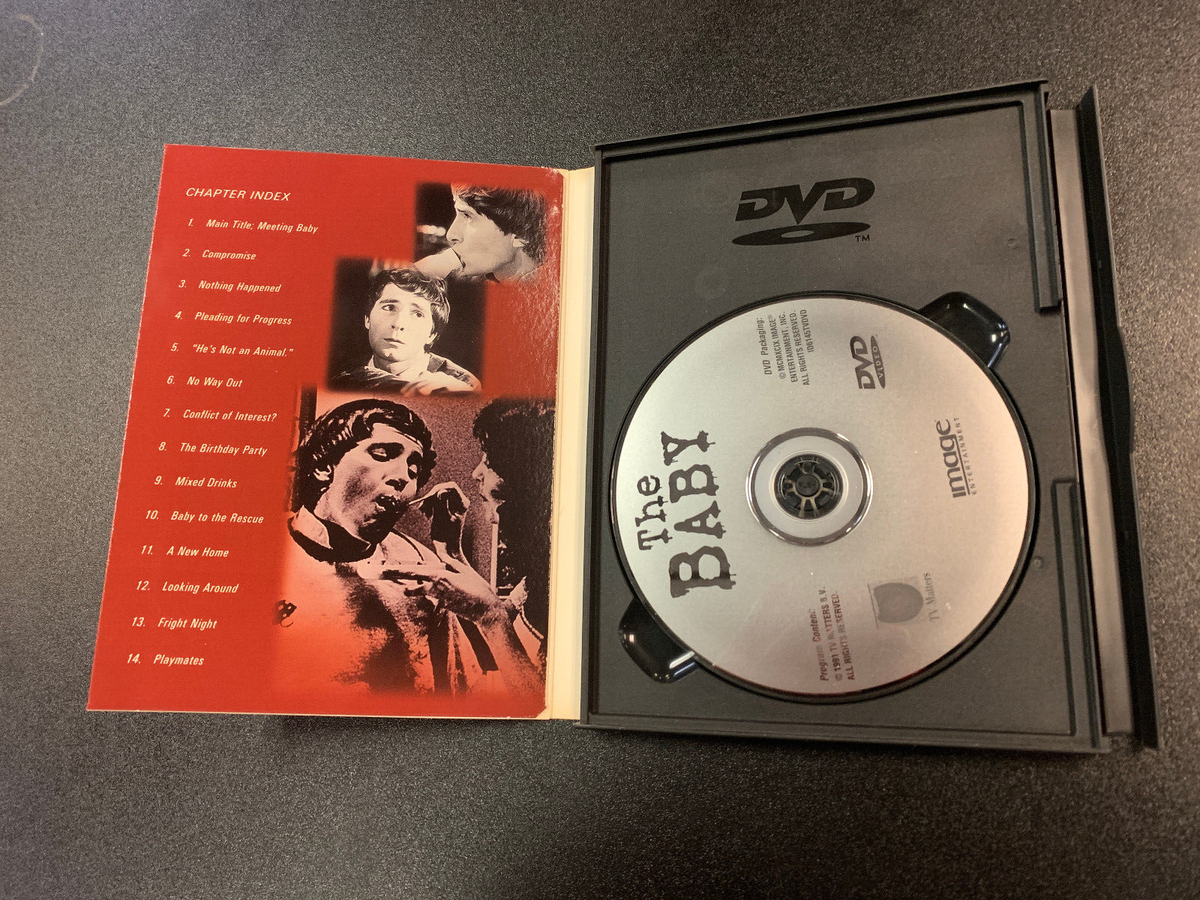 CHAPTER INDEX
1. Main Title; Meeting Baby
2. Compromise
3. Nothing Happened
4. Pleading for Progress
5. "He's Not an Animal."
6. No Way Out
7. Conflict of Interest?
8. The Birthday Party
9. Mixed Drinks
10. Baby to the Rescue
11. A New Home
12. Looking Around
13. Fright Night
14. Playmates
DVD
TM
The
BABY
DVD Packaging:
© MCMXCIX IMAGE®
ENTERTAINMENT, INC.
ALL RIGHTS RESERVED.
ID6145TVDVD
DVD
VIDEO
image
ENTERTAINMENT
Program Content:
© 1991 TV MATTERS B.V.
ALL RIGHTS RESERVED.
TV Matters